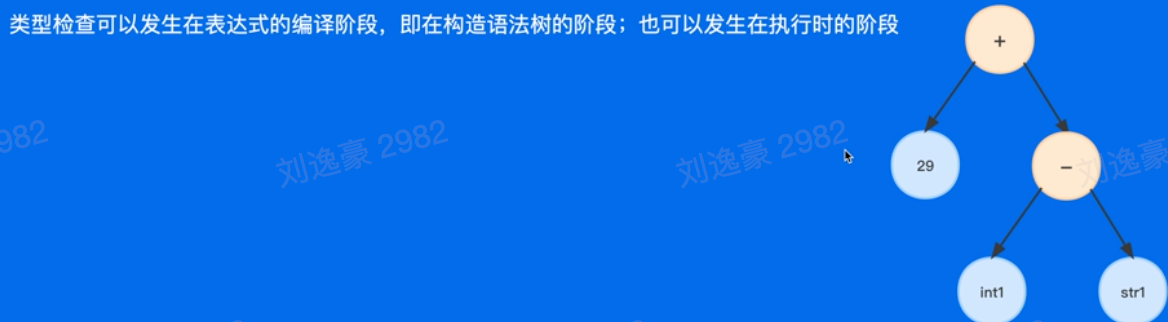 类型检查可以发生在表达式的编译阶段，即在构造语法树的阶段；也可以发生在执行时的阶段
+
982
刘逸豪 2982
刘逸豪 2982
刘逸豪
29
−
int1
str1